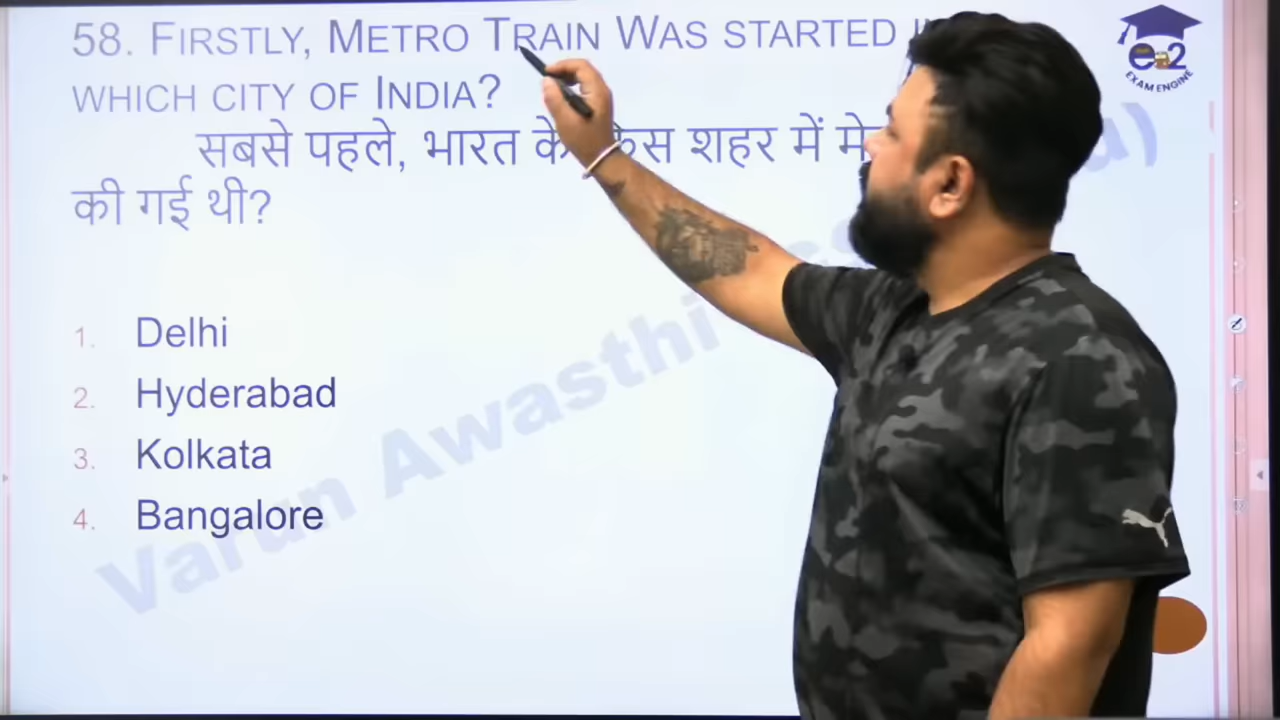 58. FIRSTLY, METRO TRAIN WAS STARTED
WHICH CITY OF INDIA?
सबसे पहले, भारत के शहर में
की गई थी?
1. Delhi
2. Hyderabad
3. Kolkata
4. Bangalore
Varun Awasthi
e2
EXAM ENGINE